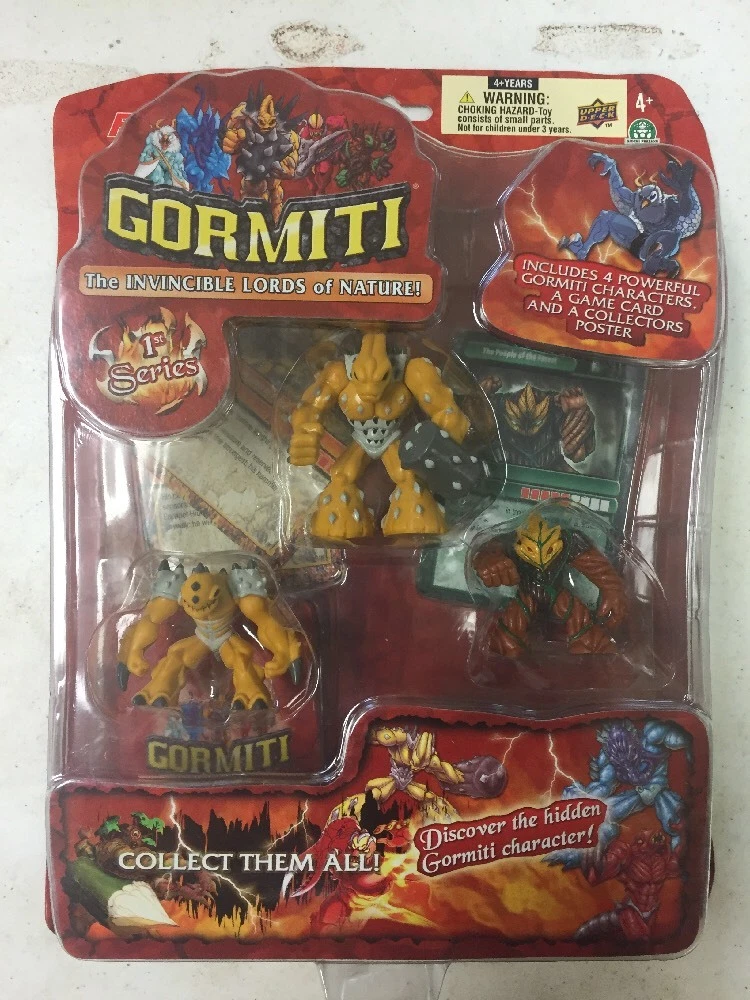 4+YEARS
WARNING:
CHOKING HAZARD-Toy
consists of small parts.
Not for children under 3 years.
UPPER
DECK
TM
4+
GORMITI
The INVINCIBLE LORDS of NATURE!
1st
Series
INCLUDES 4 POWERFUL
GORMITI CHARACTERS,
A GAME CARD
AND A COLLECTORS
POSTER
The People of the Forest
GORMITI
COLLECT THEM ALL!
Discover the hidden
Gormiti character!